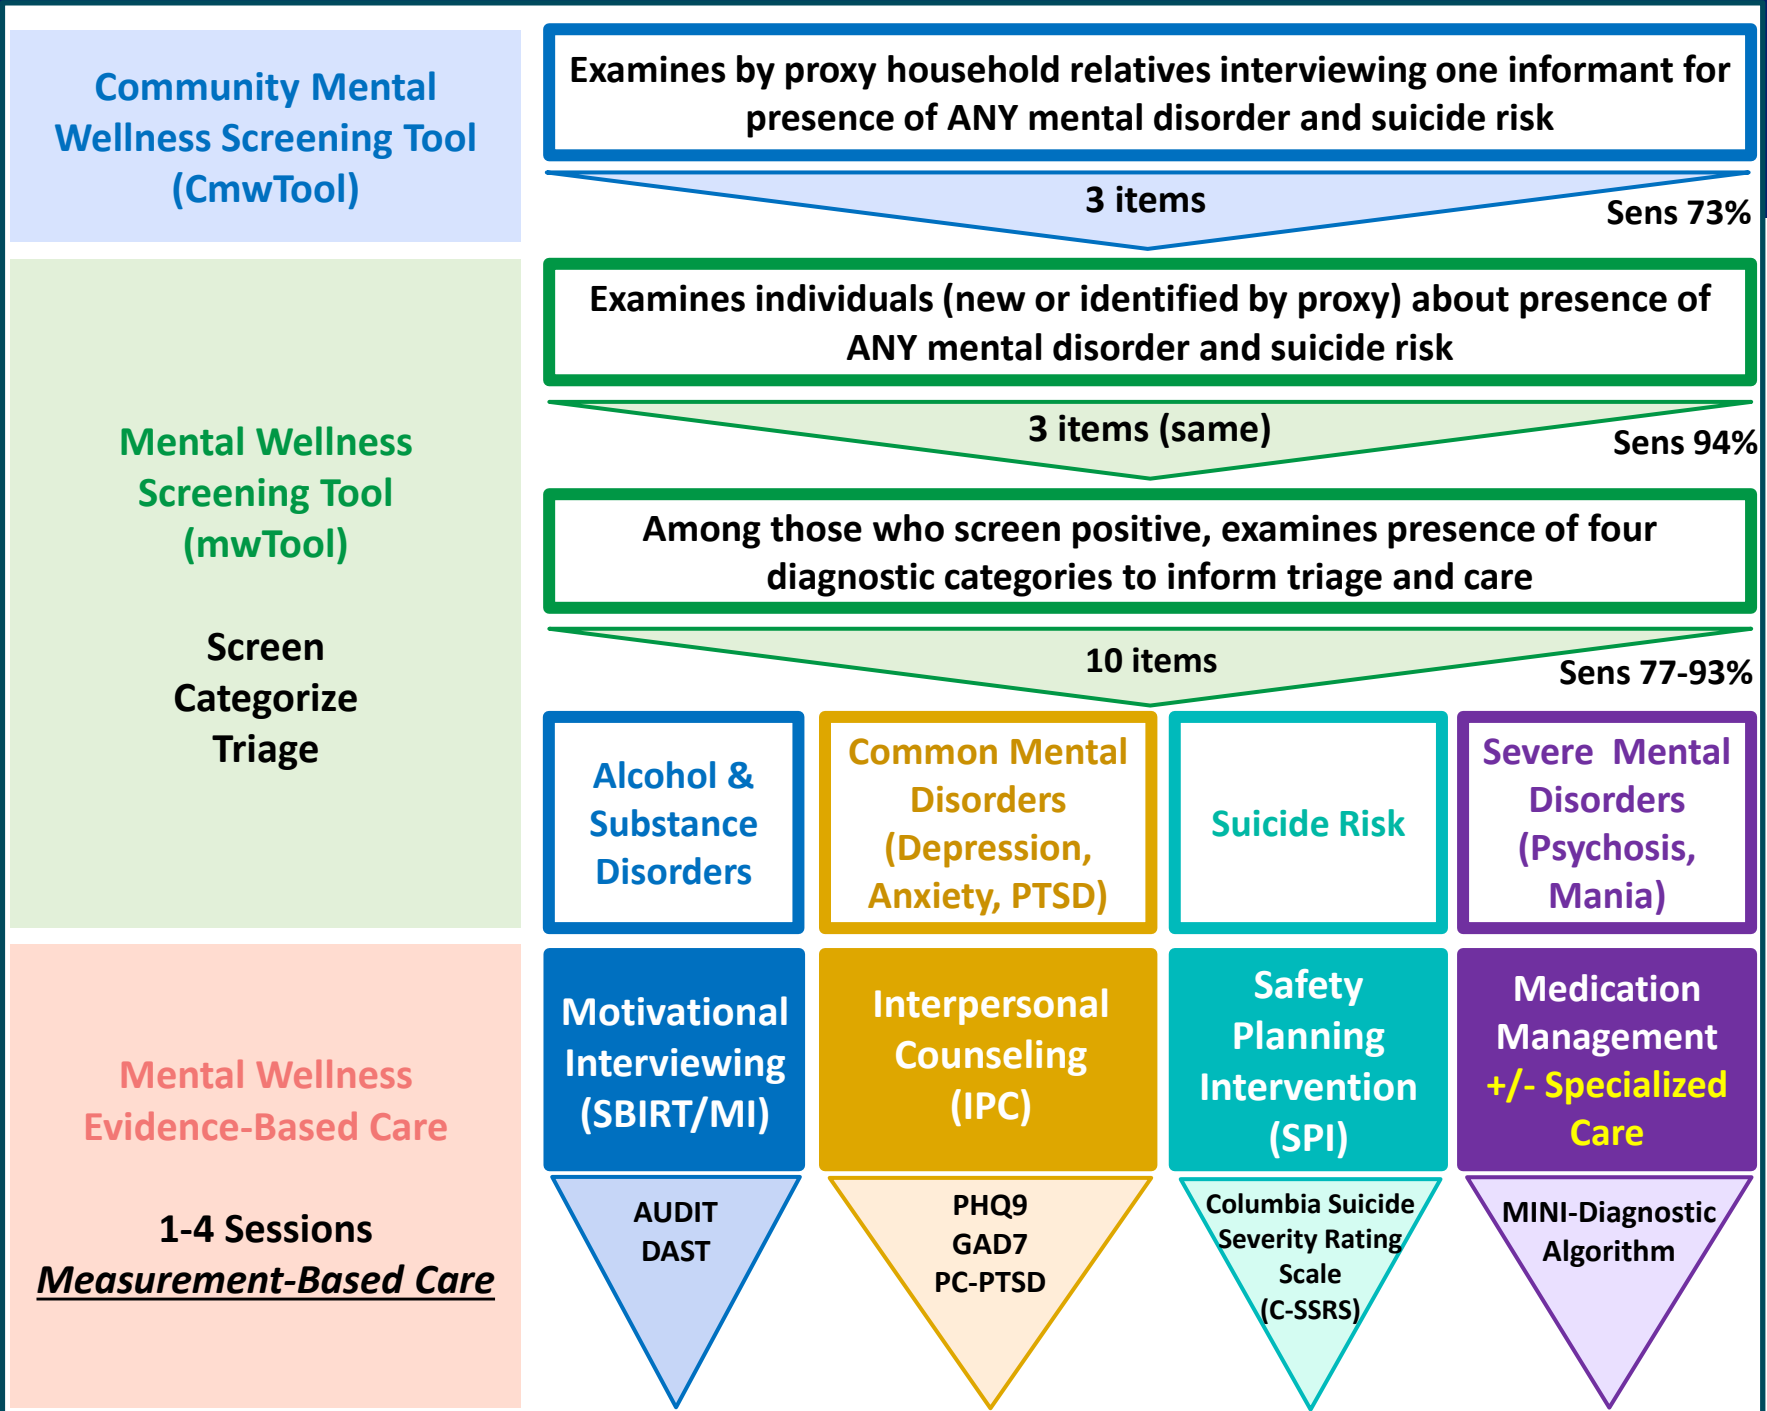 Community Mental
Wellness Screening Tool
(CmwTool)
Examines by proxy household relatives interviewing one informant for
presence of ANY mental disorder and suicide risk
3 items
Sens 73%
Mental Wellness
Screening Tool
(mwTool)
Screen
Categorize
Triage
Examines individuals (new or identified by proxy) about presence of
ANY mental disorder and suicide risk
3 items (same)
Sens 94%
Among those who screen positive, examines presence of four
diagnostic categories to inform triage and care
10 items
Sens 77-93%
Alcohol &
Substance
Disorders
Common Mental
Disorders
(Depression,
Anxiety, PTSD)
Suicide Risk
Severe Mental
Disorders
(Psychosis,
Mania)
Mental Wellness
Evidence-Based Care
1-4 Sessions
Measurement-Based Care
Motivational
Interviewing
(SBIRT/MI)
Interpersonal
Counseling
(IPC)
Safety
Planning
Intervention
(SPI)
Medication
Management
+/- Specialized
Care
AUDIT
DAST
PHQ9
GAD7
PC-PTSD
Columbia Suicide
Severity Rating
Scale
(C-SSRS)
MINI-Diagnostic
Algorithm